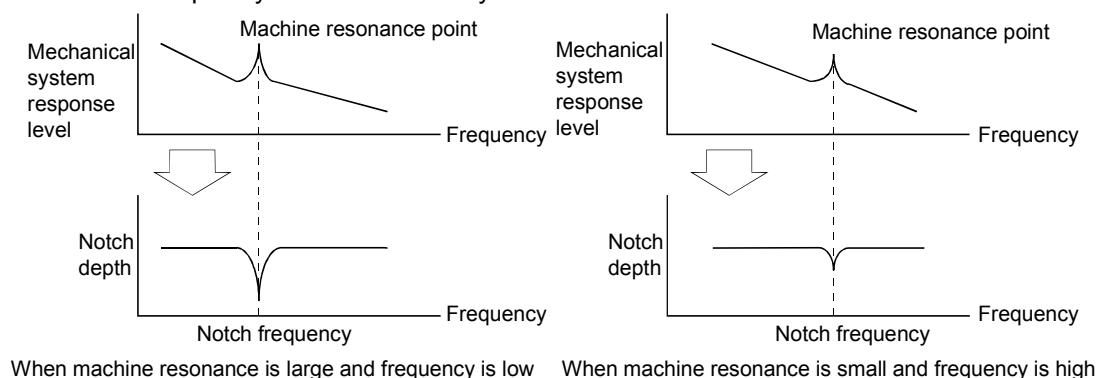 Machine resonance point
Mechanical
system
response
level
Frequency
Notch
depth
Frequency
Notch frequency
When machine resonance is large and frequency is low
Machine resonance point
Mechanical
system
response
level
Frequency
Notch
depth
Frequency
Notch frequency
When machine resonance is small and frequency is high